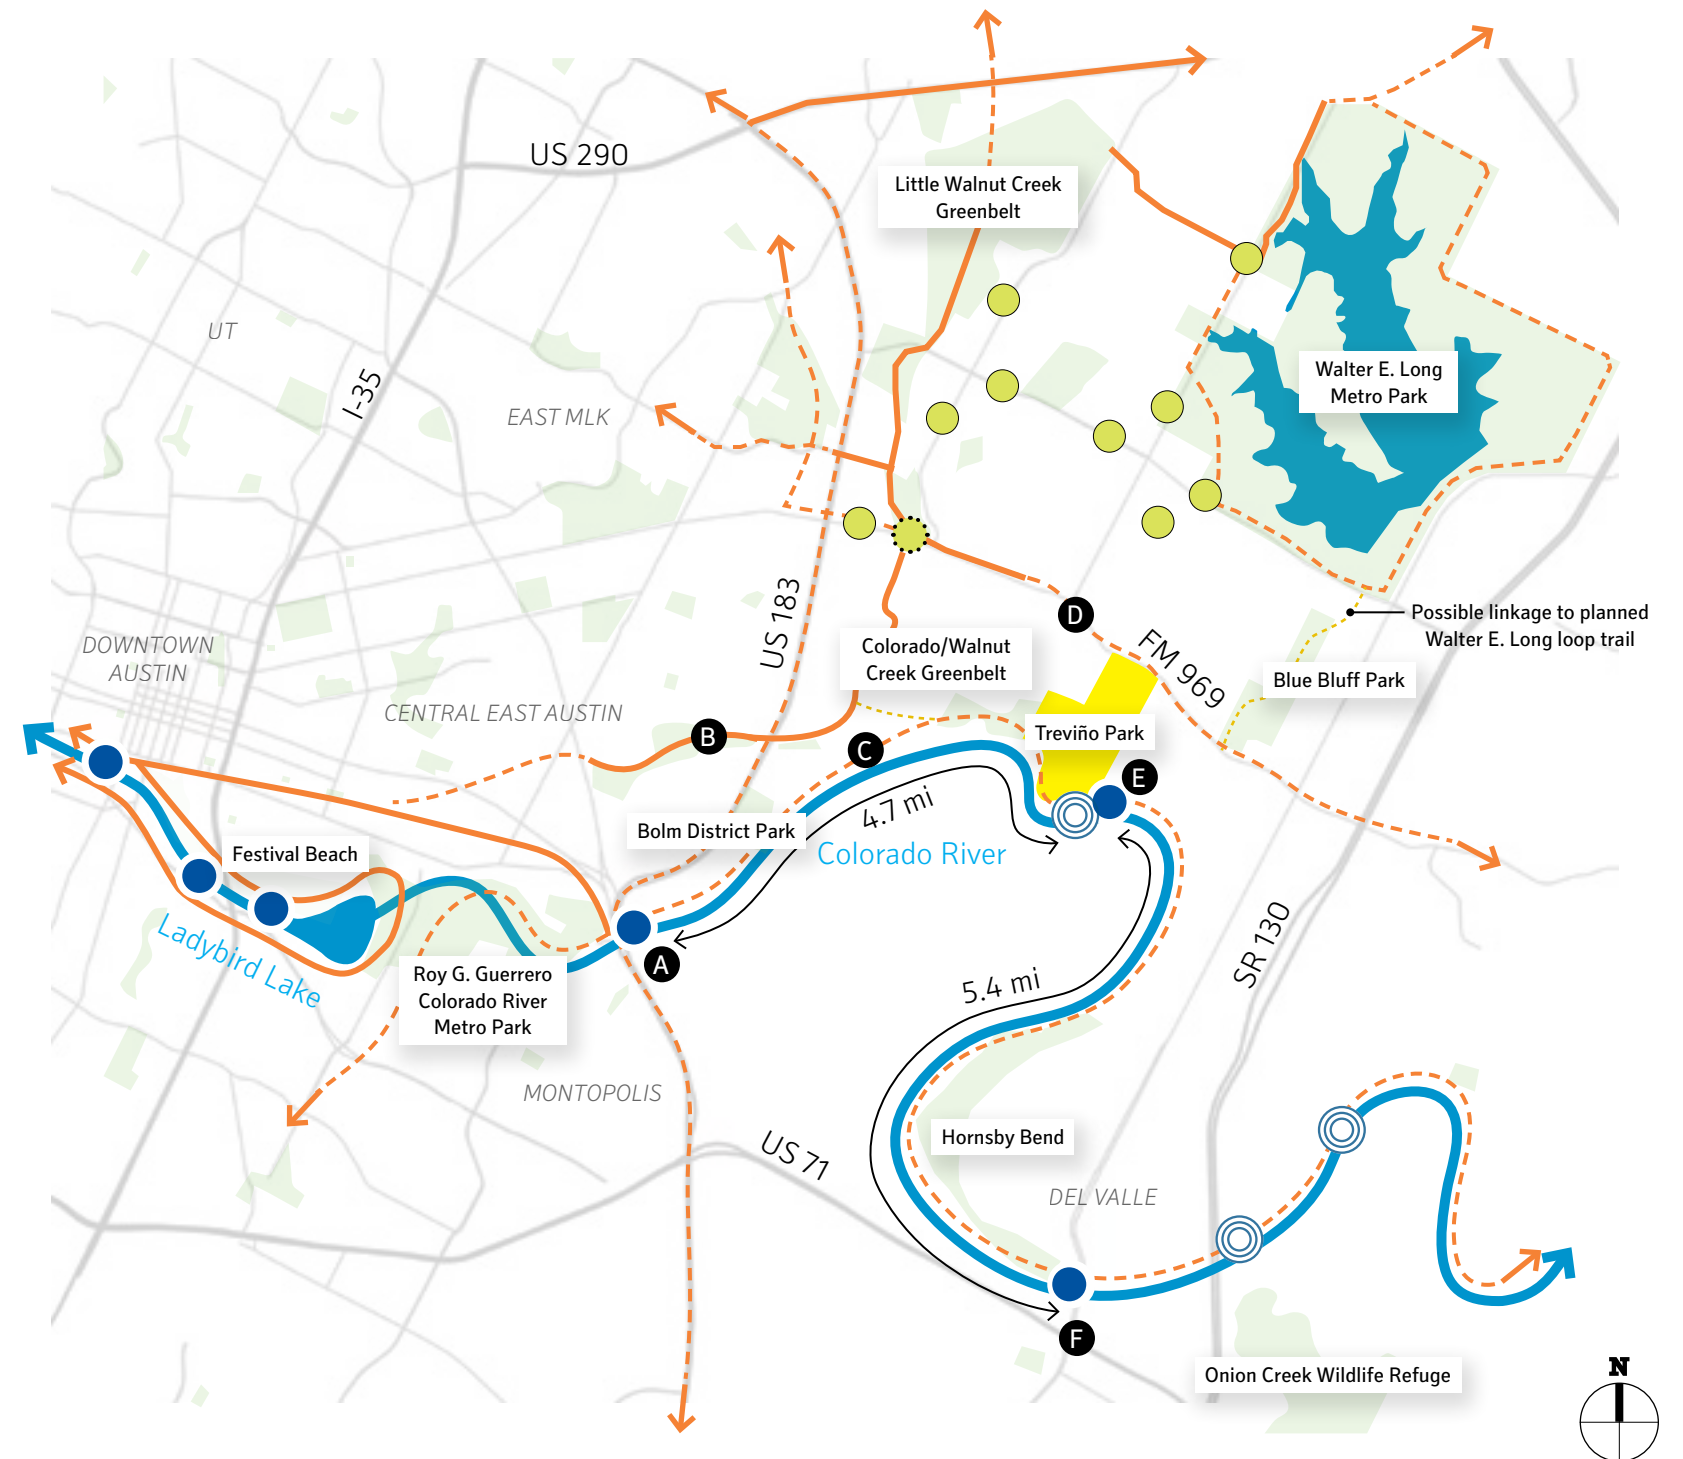 US 290
Little Walnut Creek
Greenbelt
UT
I-35
EAST MLK
Walter E. Long
Metro Park
US 183
D
Possible linkage to planned
Walter E. Long loop trail
DOWNTOWN
AUSTIN
Colorado/Walnut
Creek Greenbelt
FM 969
Blue Bluff Park
CENTRAL EAST AUSTIN
B
C
Treviño Park
E
4.7 mi
Bolm District Park
Colorado River
Festival Beach
Ladybird Lake
A
Roy G. Guerrero
Colorado River
Metro Park
5.4 mi
SR 130
MONTOPOLIS
US 71
Hornsby Bend
DEL VALLE
F
Onion Creek Wildlife Refuge
N